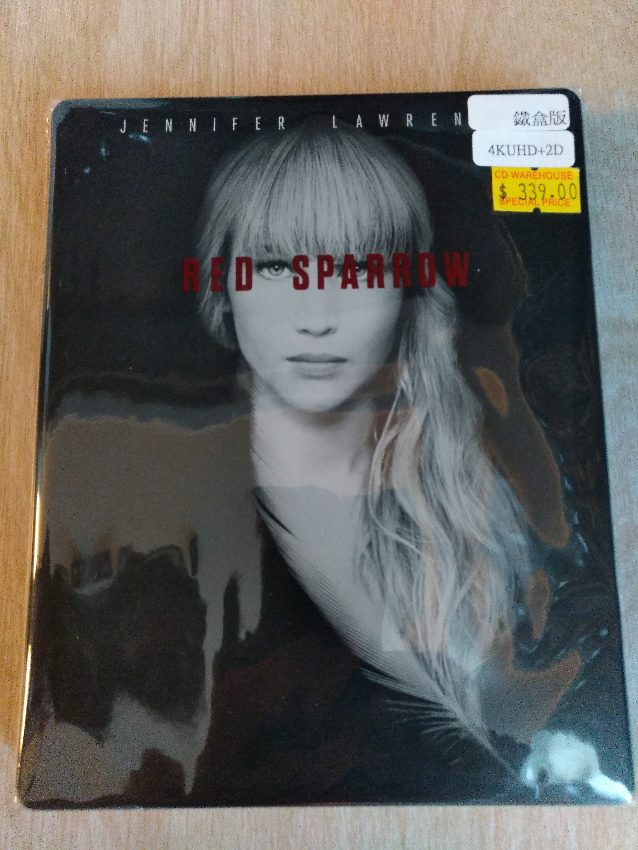 JENNIFER LAWREN
鐵盒版
4KUHD+2D
CD WAREHOUSE
$ 339.00
SPECIAL PRICE
RED SPARROW